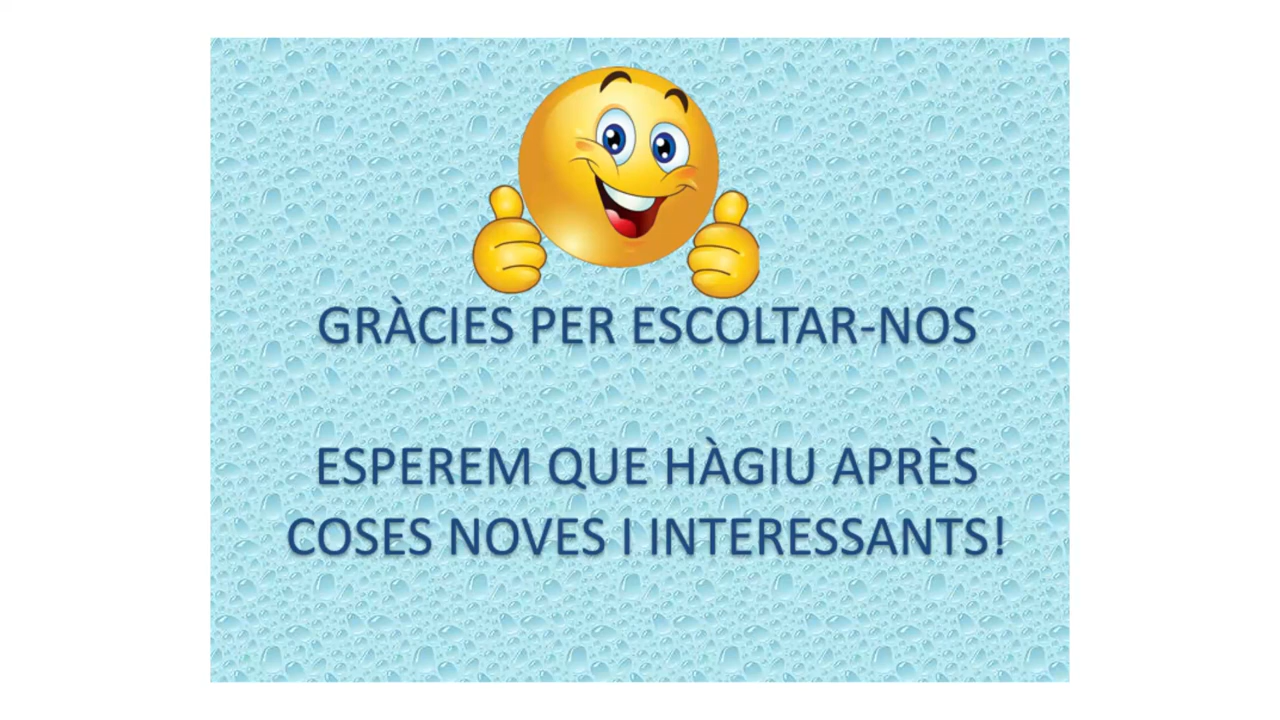 GRÀCIES PER ESCOLTAR-NOS
ESPEREM QUE HÀGIU APRÈS
COSES NOVES I INTERESSANTS!